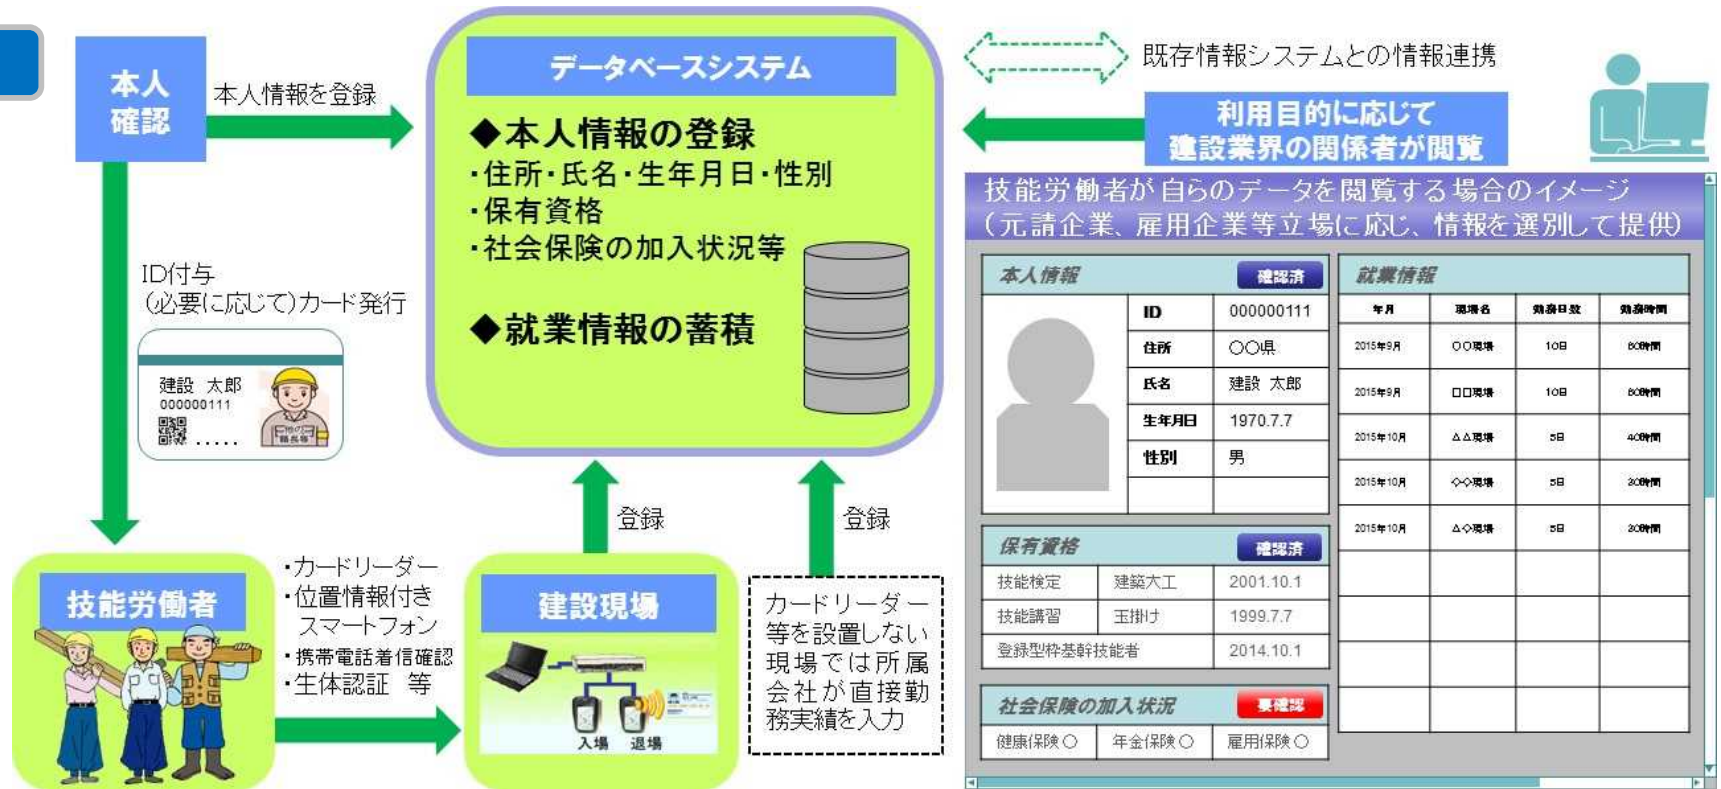 本人
確認
本人情報を登録
データベースシステム
◆本人情報の登録
・住所・氏名・生年月日・性別
・保有資格
・社会保険の加入状況等
◆就業情報の蓄積
既存情報システムとの情報連携
利用目的に応じて
建設業界の関係者が閲覧
ID付与
(必要に応じて)カード発行
建設 太郎
000000111
.....
登録
登録
技能労働者
・カードリーダー
・位置情報付き
スマートフォン
・携帯電話着信確認
・生体認証 等
建設現場
入場 退場
カードリーダー
等を設置しない
現場では所属
会社が直接勤
務実績を入力
技能労働者が自らのデータを閲覧する場合のイメージ
(元請企業、雇用企業等立場に応じ、情報を選別して提供)
本人情報 確認済
ID 000000111
住所 〇〇県
氏名 建設 太郎
生年月日 1970.7.7
性別 男
保有資格 確認済
技能検定 建築大工 2001.10.1
技能講習 玉掛け 1999.7.7
登録型枠基幹技能者 2014.10.1
社会保険の加入状況 要確認
健康保険〇 年金保険〇 雇用保険〇
就業情報
年月 現場名 勤務日数 勤務時間
2015年9月 〇〇現場 10日
2015年9月 □□現場 10日
2015年10月 △△現場 5日 40時間
2015年10月 ◇◇現場 5日
2015年10月 △◇現場 5日